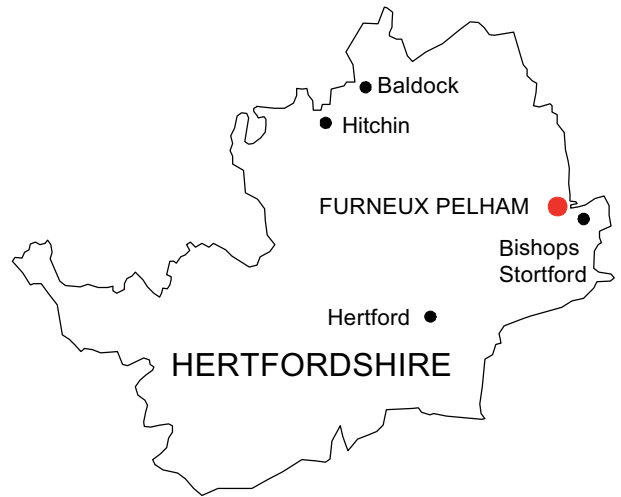 Baldock
Hitchin
FURNEUX PELHAM
Bishops
Stortford
Hertford
HERTFORDSHIRE